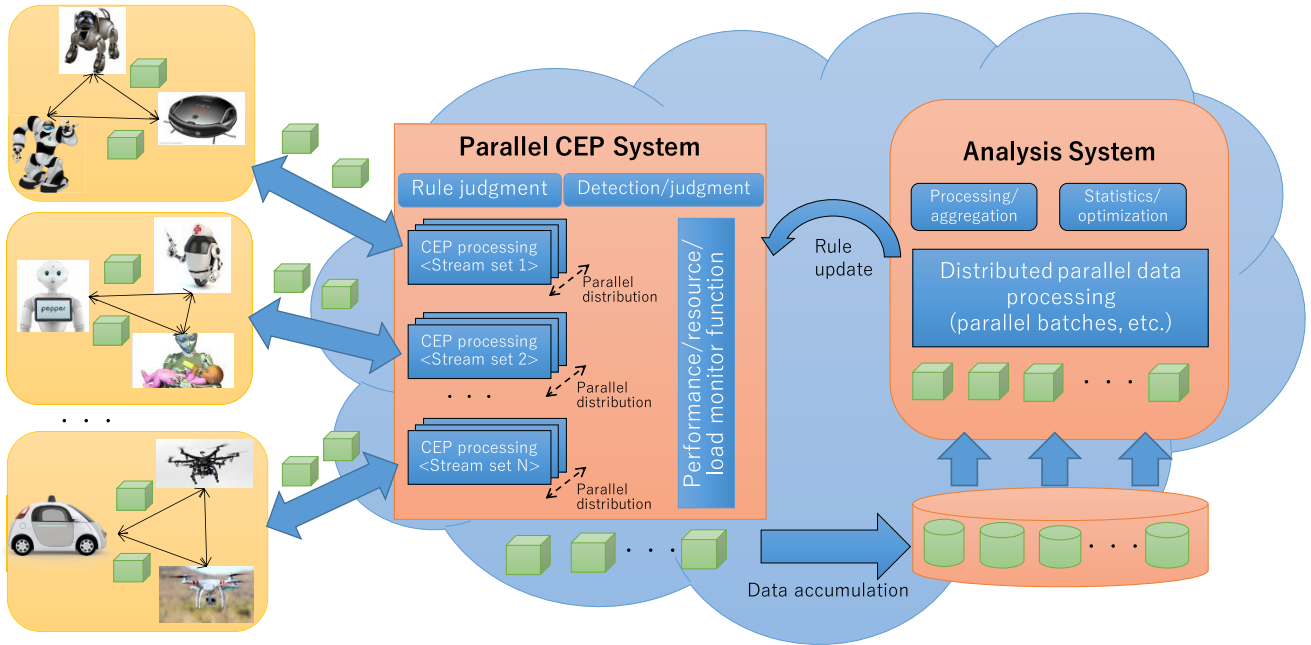 Parallel CEP System
Rule judgment
Detection/judgment
CEP processing
<Stream set 1>
Parallel
distribution
CEP processing
<Stream set 2>
Parallel
distribution
. . .
CEP processing
<Stream set N>
Parallel
distribution
Performance/resource/
load monitor function
pepper
. . .
. . .
Data accumulation
Rule
update
Analysis System
Processing/
aggregation
Statistics/
optimization
Distributed parallel data
processing
(parallel batches, etc.)
. . .
. . .